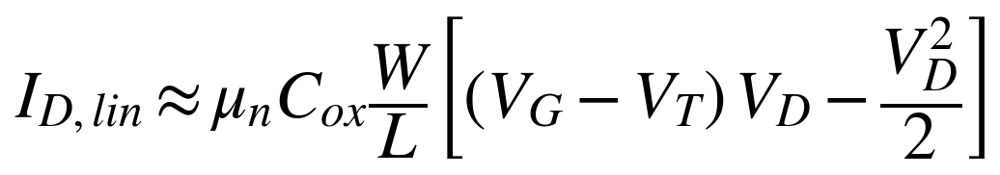 I_{D, lin} ≈ μ_n C_{ox} \frac{W}{L} \left[ (V_G − V_T) V_D − \frac{V_D^2}{2} \right]